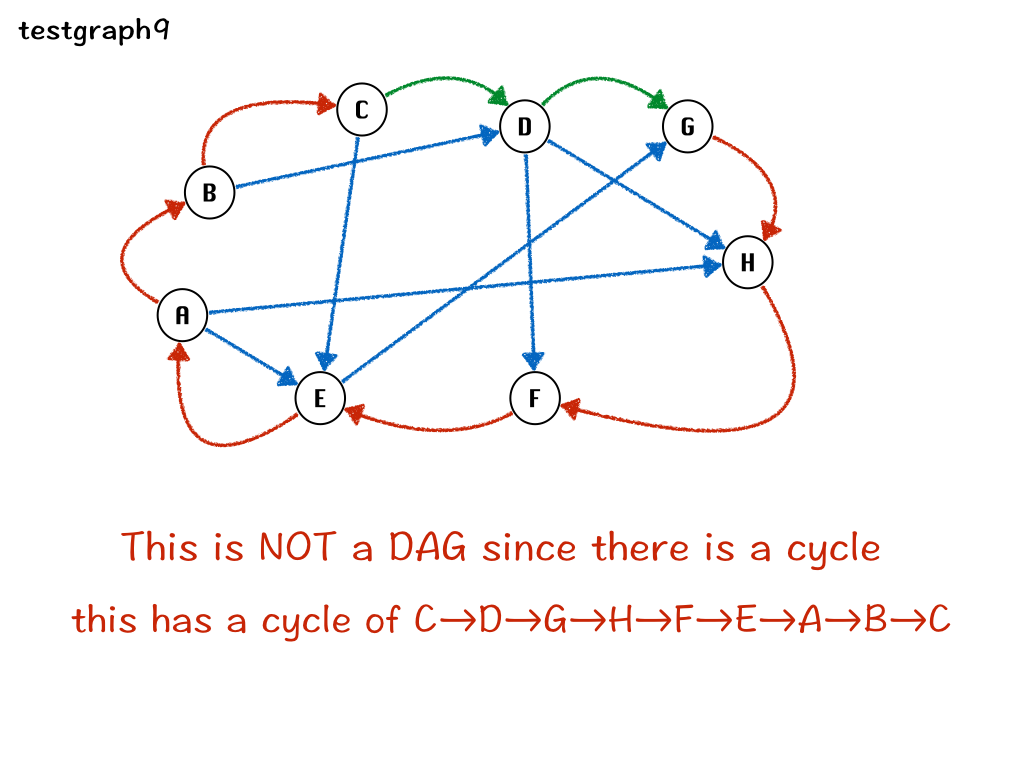 testgraph9
C
D
G
B
H
A
E
F
This is NOT a DAG since there is a cycle
this has a cycle of C→D→G→H→F→E→A→B→C